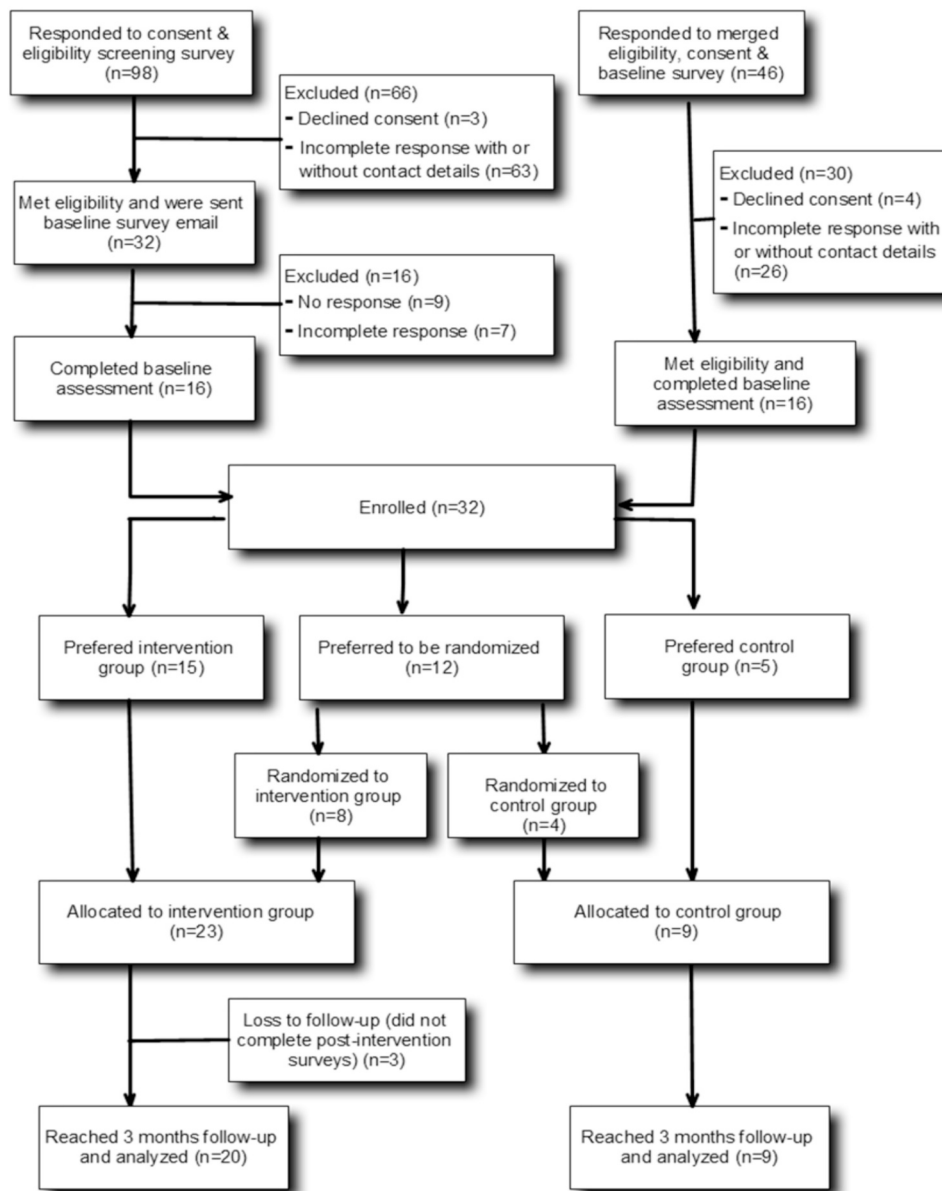 Responded to consent &
eligibility screening survey
(n=98)
Responded to merged
eligibility, consent &
baseline survey (n=46)
Excluded (n=66)
- Declined consent (n=3)
- Incomplete response with or
without contact details (n=63)
Excluded (n=30)
- Declined consent (n=4)
- Incomplete response with
or without contact details
(n=26)
Met eligibility and were sent
baseline survey email
(n=32)
Excluded (n=16)
- No response (n=9)
- Incomplete response (n=7)
Completed baseline
assessment (n=16)
Met eligibility and
completed baseline
assessment (n=16)
Enrolled (n=32)
Prefered intervention
group (n=15)
Preferred to be randomized
(n=12)
Prefered control
group (n=5)
Randomized to
intervention group
(n=8)
Randomized to
control group
(n=4)
Allocated to intervention group
(n=23)
Allocated to control group
(n=9)
Loss to follow-up (did not
complete post-intervention
surveys) (n=3)
Reached 3 months follow-up
and analyzed (n=20)
Reached 3 months follow-up
and analyzed (n=9)